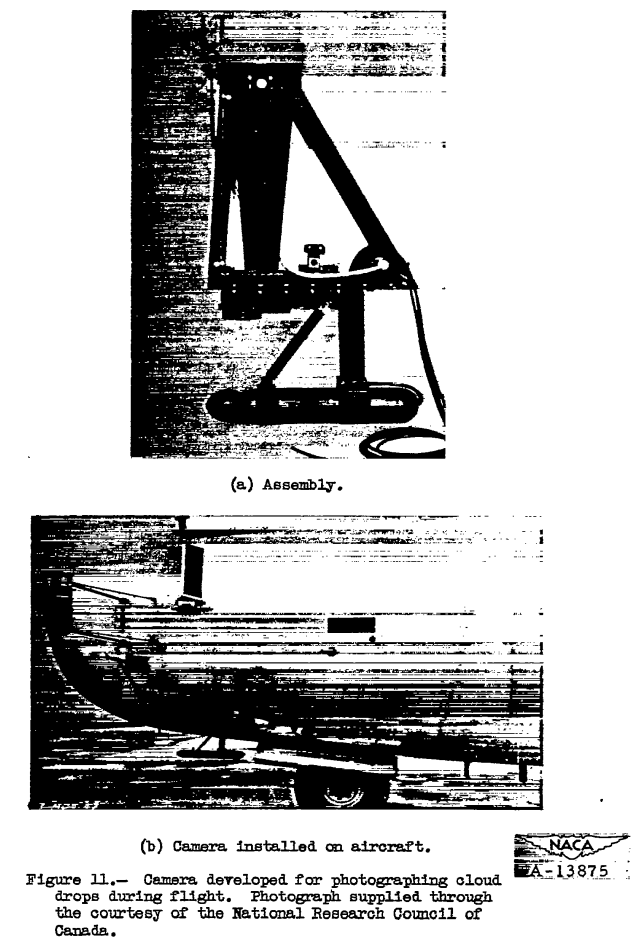 (a) Assembly.
(b) Camera installed on aircraft.
NACA
A-13875
Figure 11.— Camera developed for photographing cloud
drops during flight. Photograph supplied through
the courtesy of the National Research Council of
Canada.